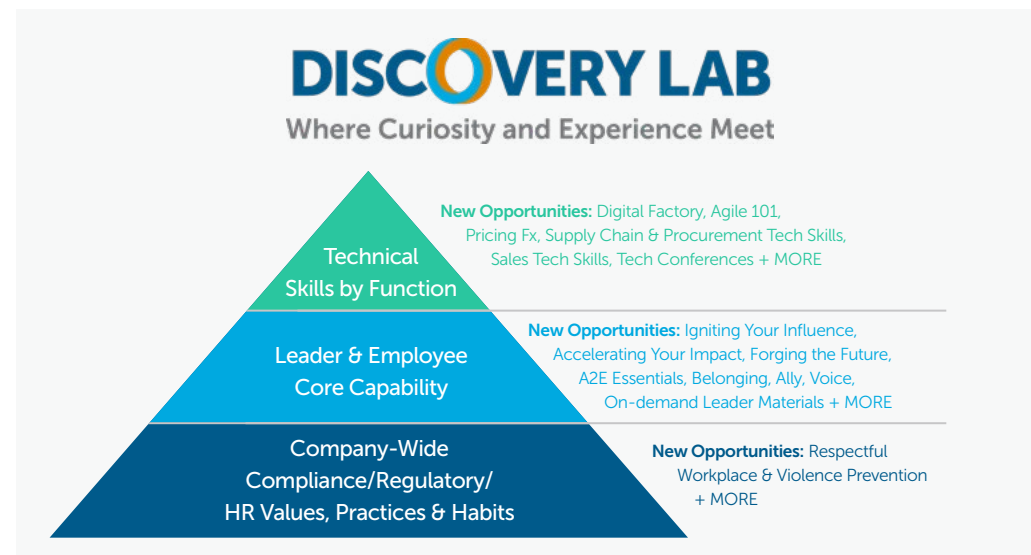 DISCOVERY LAB
Where Curiosity and Experience Meet
Technical
Skills by Function
New Opportunities: Digital Factory, Agile 101,
Pricing Fx, Supply Chain & Procurement Tech Skills,
Sales Tech Skills, Tech Conferences + MORE
Leader & Employee
Core Capability
New Opportunities: Igniting Your Influence,
Accelerating Your Impact, Forging the Future,
A2E Essentials, Belonging, Ally, Voice,
On-demand Leader Materials + MORE
Company-Wide
Compliance/Regulatory/
HR Values, Practices & Habits
New Opportunities: Respectful
Workplace & Violence Prevention
+ MORE